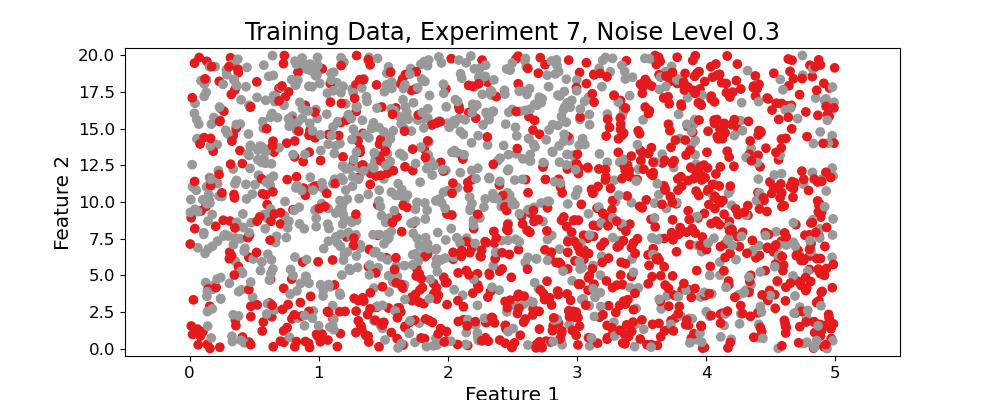 Training Data, Experiment 7, Noise Level 0.3
20.0
17.5
15.0
12.5
10.0
7.5
5.0
2.5
0.0
Feature 2
0 1 2 3 4 5
Feature 1